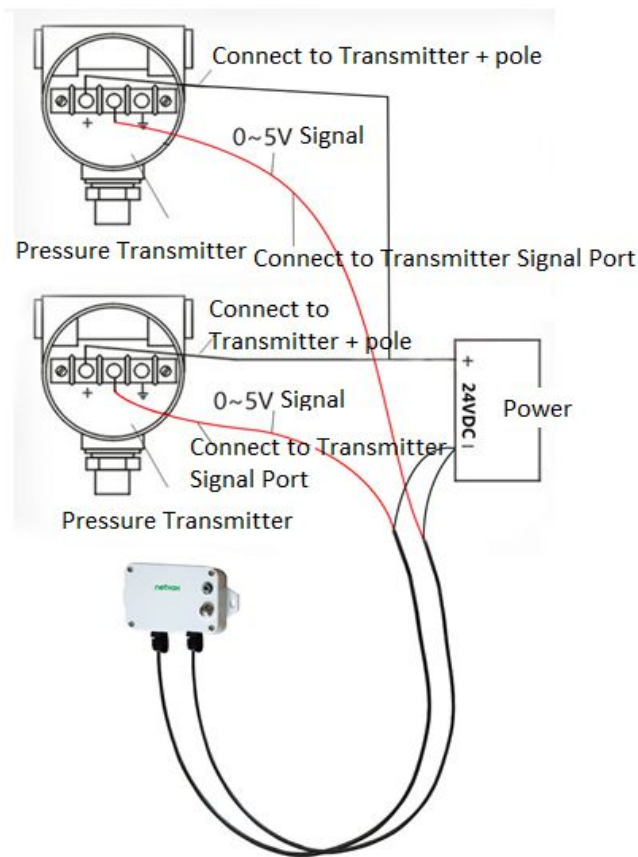 Connect to Transmitter + pole
0~5V Signal
+
Pressure Transmitter
Connect to Transmitter Signal Port
Connect to
Transmitter + pole
+
24VDC
−
Power
+
0~5V Signal
Connect to Transmitter
Signal Port
Pressure Transmitter
netvox